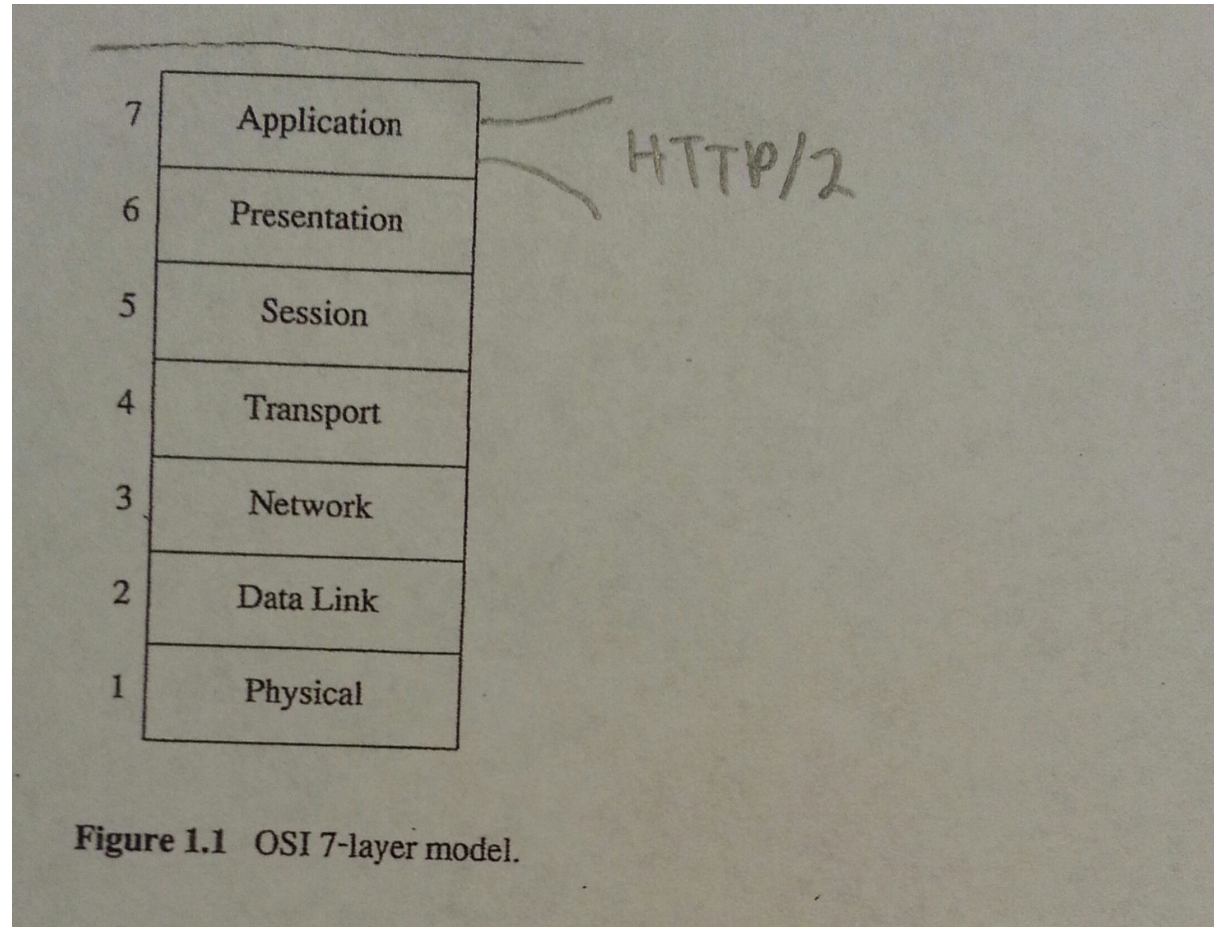 7 Application
HTTP/2
6 Presentation
5 Session
4 Transport
3 Network
2 Data Link
1 Physical
Figure 1.1 OSI 7-layer model.